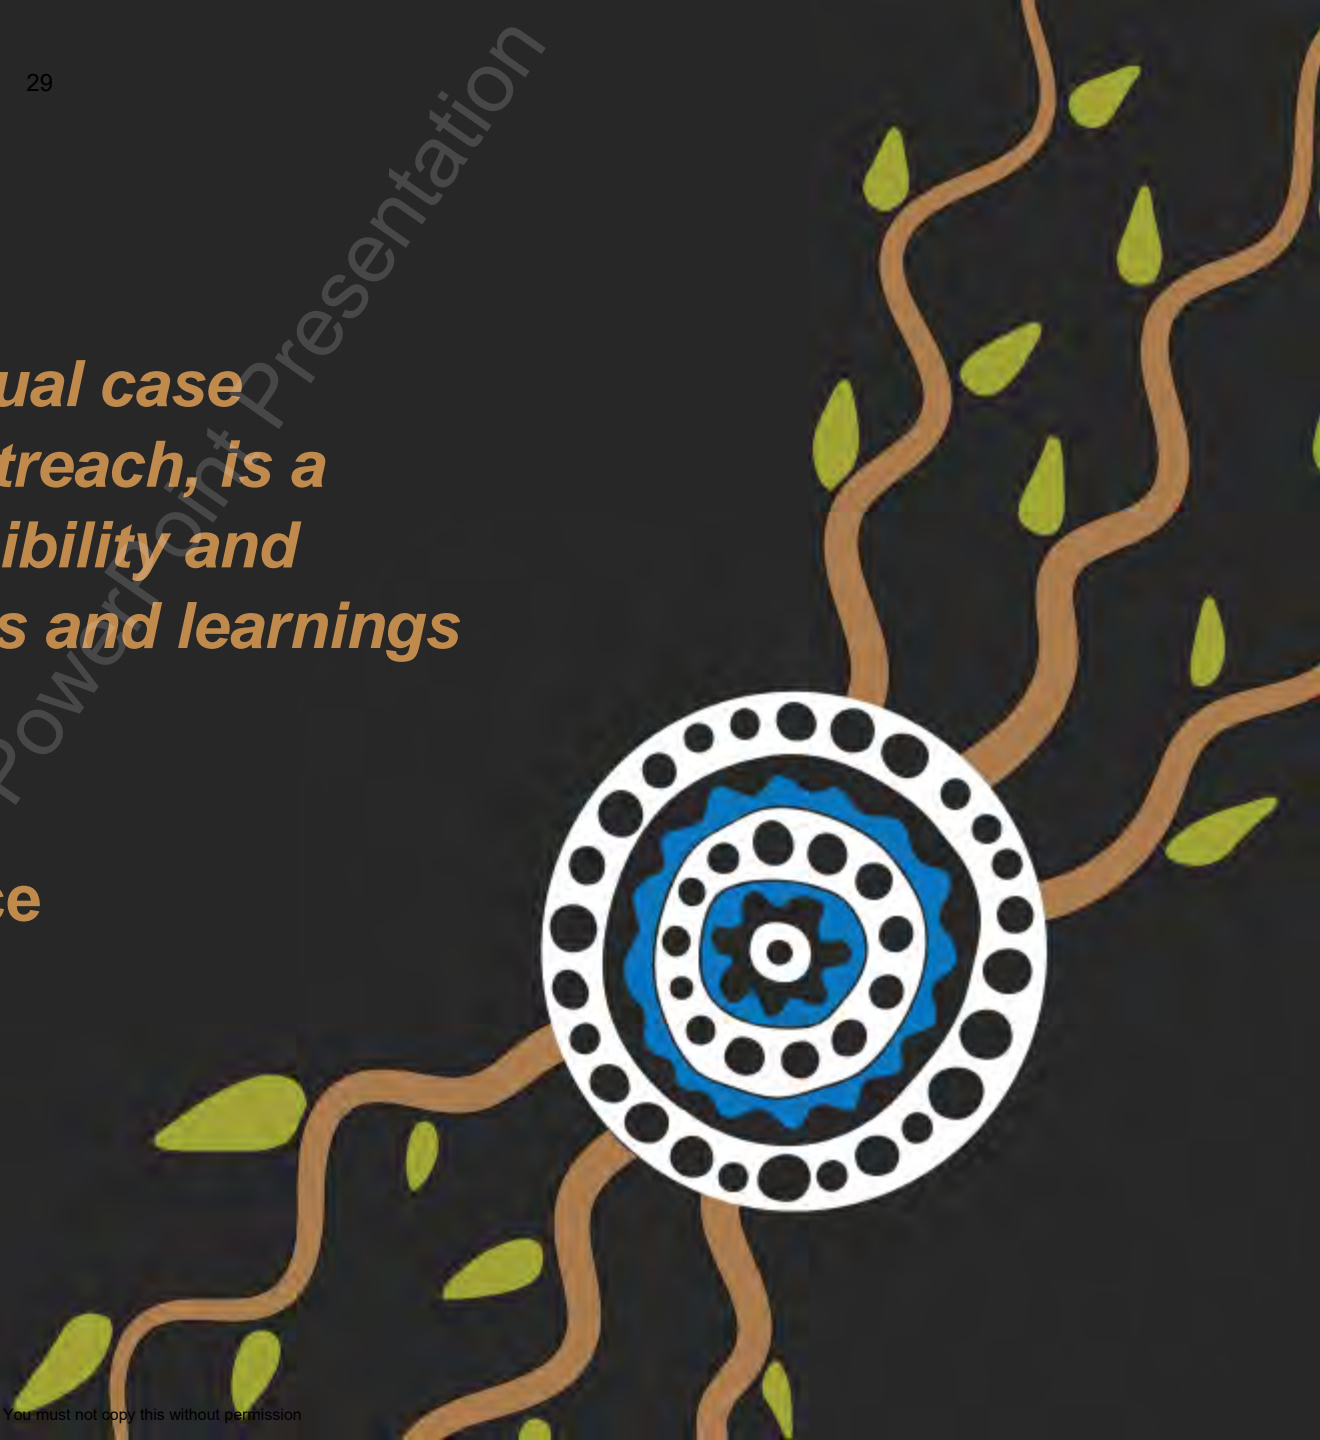 29
ual case
treach, is a
ibility and
s and learnings
ce
PowerPoint Presentation
You must not copy this without permission